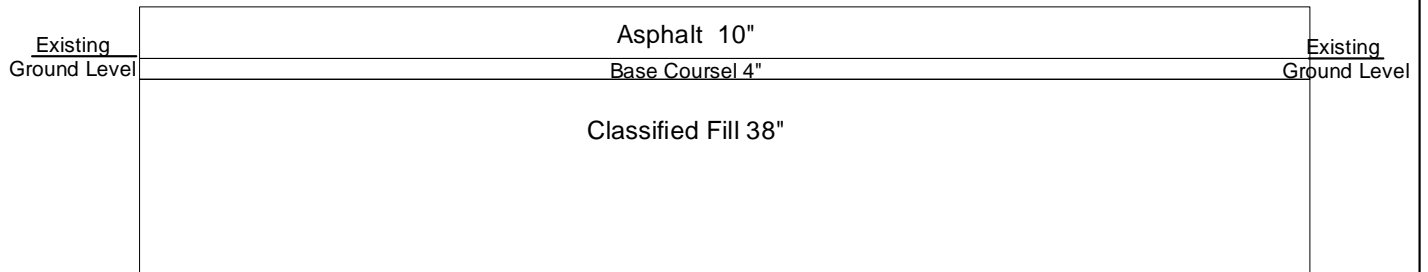 Asphalt 10"
Existing
Ground Level
Existing
Ground Level
Base Coursel 4"
Classified Fill 38"